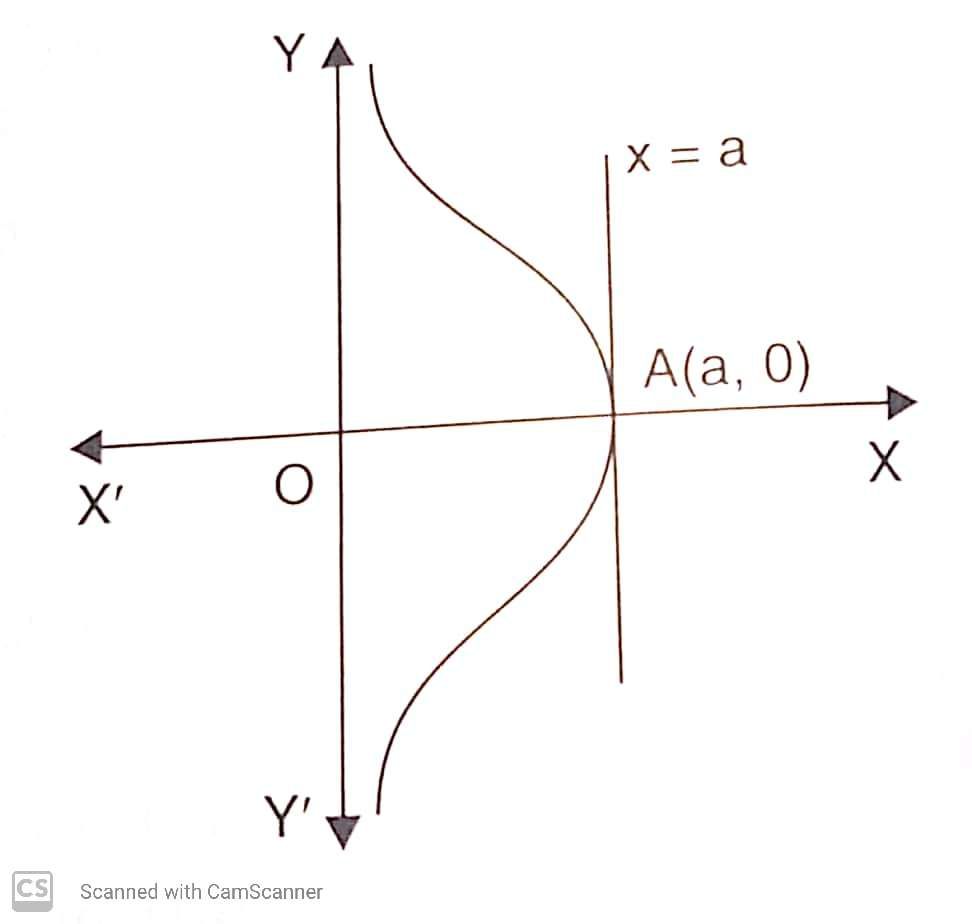 Y
x = a
A(a, 0)
X
X'
O
Y'
CS Scanned with CamScanner